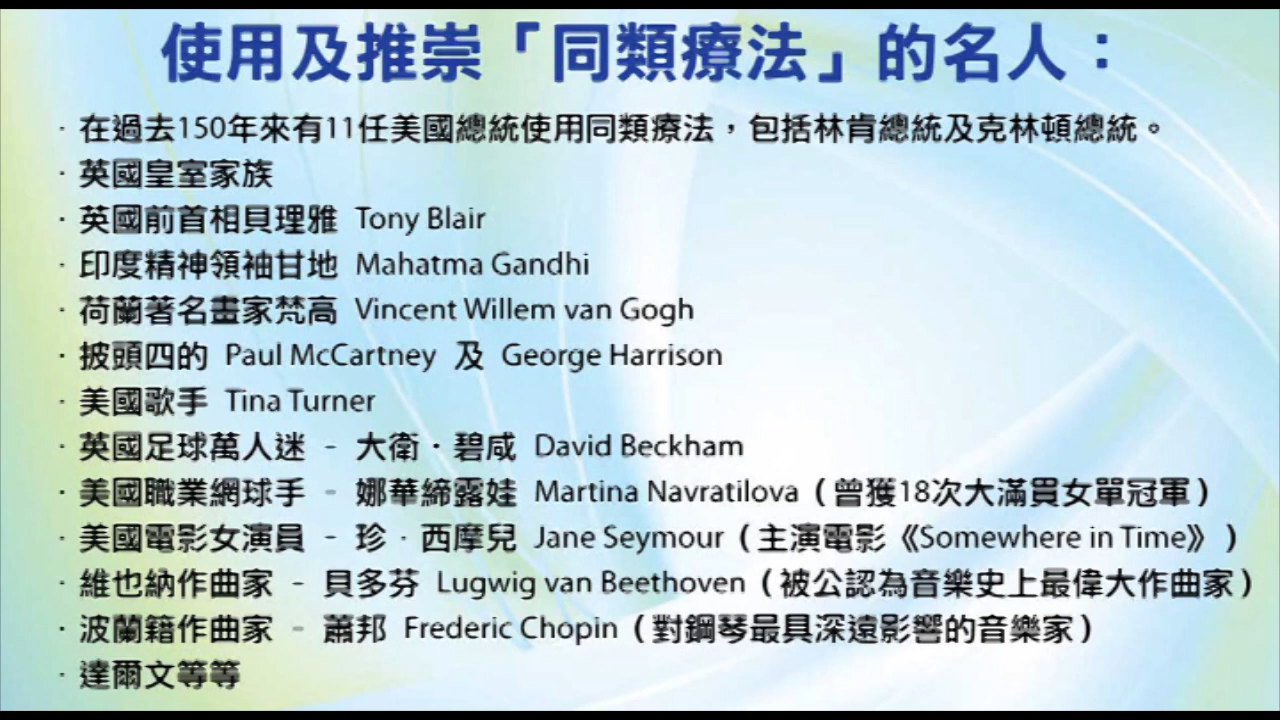 使用及推崇「同類療法」的名人：
· 在過去150年來有11任美國總統使用同類療法，包括林肯總統及克林頓總統。
· 英國皇室家族
· 英國前首相貝理雅 Tony Blair
· 印度精神領袖甘地 Mahatma Gandhi
· 荷蘭著名畫家梵高 Vincent Willem van Gogh
· 披頭四的 Paul McCartney 及 George Harrison
· 美國歌手 Tina Turner
· 英國足球萬人迷 – 大衛・碧咸 David Beckham
· 美國職業網球手 – 娜華締露娃 Martina Navratilova（曾獲18次大滿貫女單冠軍）
· 美國電影女演員 – 珍・西摩兒 Jane Seymour（主演電影《Somewhere in Time》）
· 維也納作曲家 – 貝多芬 Lugwig van Beethoven（被公認為音樂史上最偉大作曲家）
· 波蘭籍作曲家 – 蕭邦 Frederic Chopin（對鋼琴最具深遠影響的音樂家）
· 達爾文等等